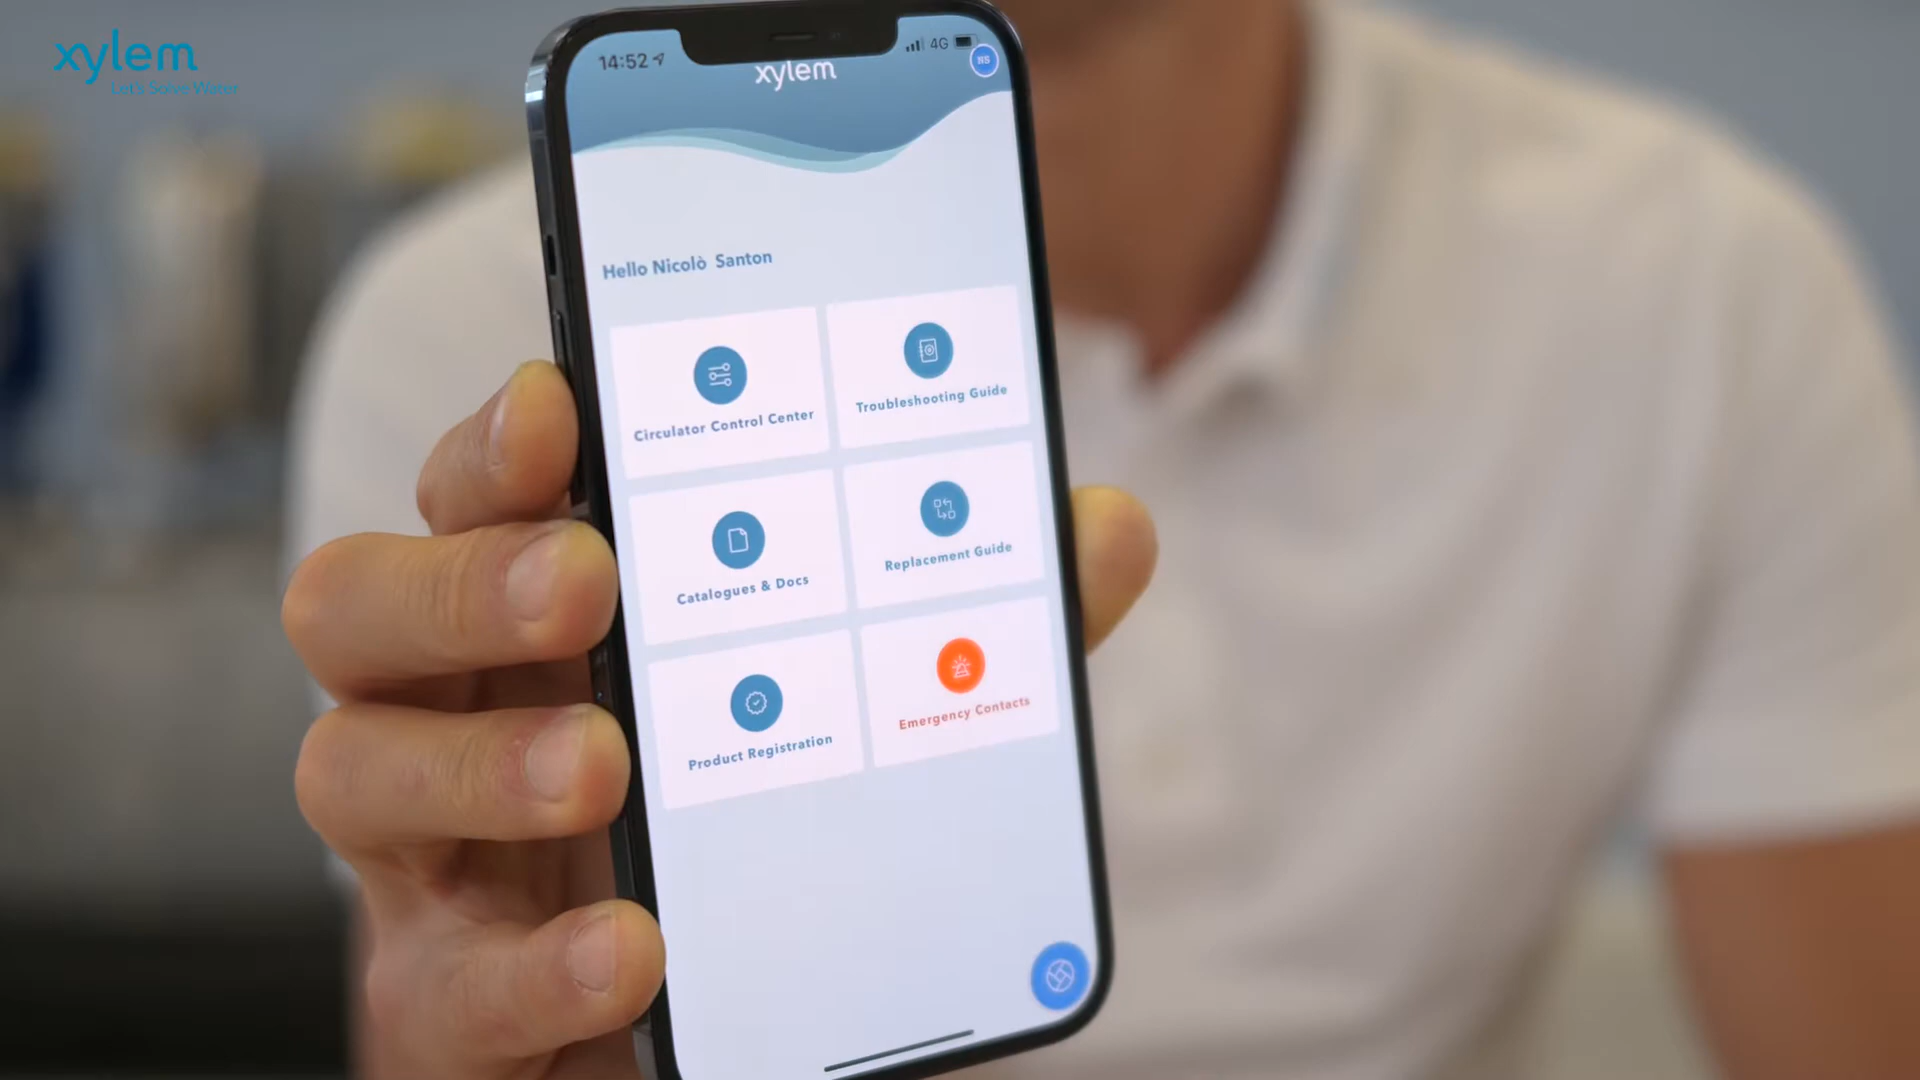 xylem
Let's Solve Water
14:52
4G
xylem
NS
Hello Nicolò Santon
Circulator Control Center
Troubleshooting Guide
Catalogues & Docs
Replacement Guide
Product Registration
Emergency Contacts